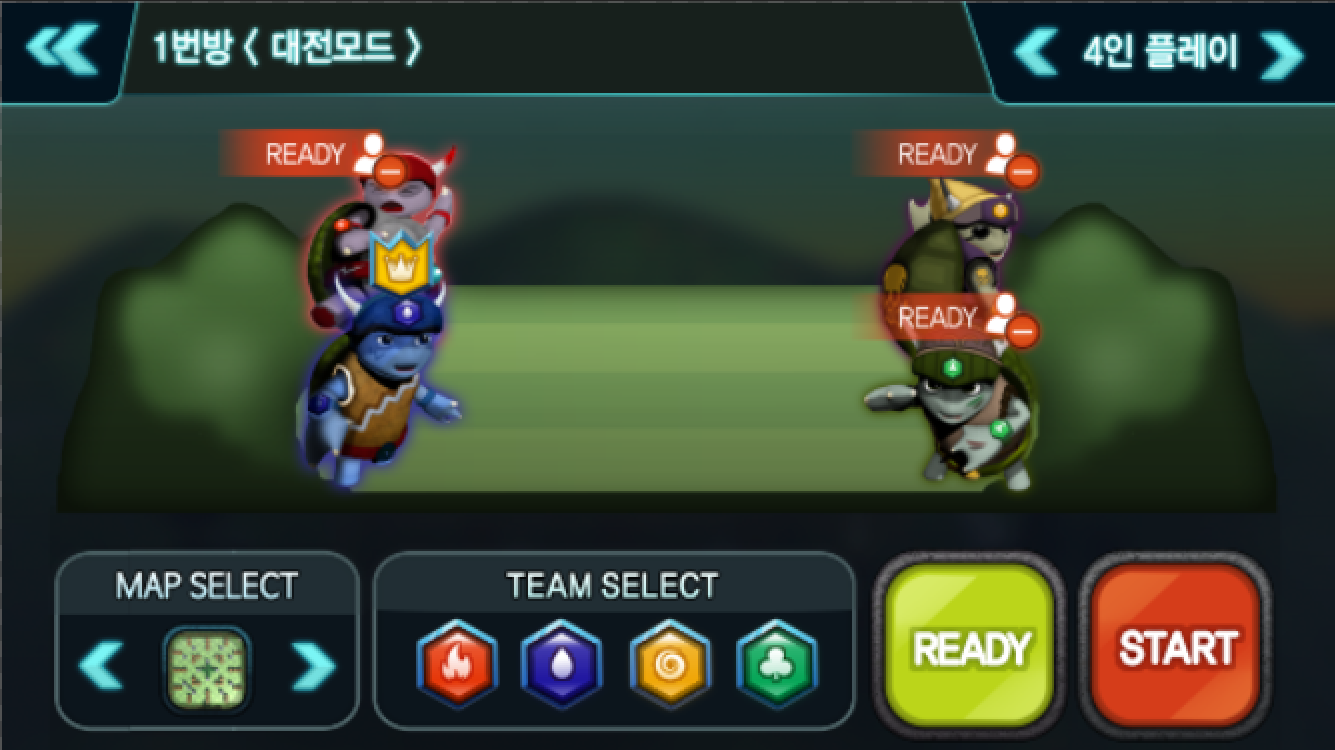 1번방 < 대전모드 >
4인 플레이
READY
READY
READY
MAP SELECT
TEAM SELECT
READY
START